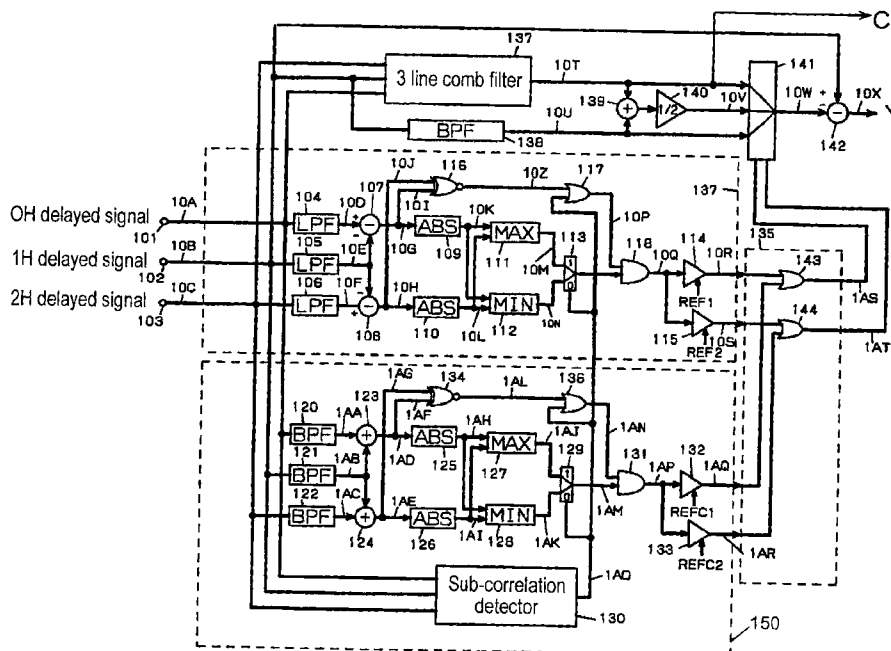 C
137
141
3 line comb filter
10T
140
139
+
1/2
10V
10W
10X
Y
142
10U
BPF
138
10J
116
10Z
117
137
10I
10P
OH delayed signal
10A
101
104
LPF
10D
107
10G
ABS
109
10K
MAX
111
10M
113
1
0
118
10Q
114
10R
135
143
1AS
REF1
1H delayed signal
10B
102
105
LPF
10E
2H delayed signal
10C
103
106
LPF
10F
108
10H
ABS
110
10L
MIN
112
10N
115
10S
REF2
144
1AT
1AG
134
1AL
136
1AF
1AN
120
BPF
1AA
123
+
1AD
ABS
125
1AH
MAX
127
1AJ
129
1
0
131
1AP
132
1AQ
REFC1
121
BPF
1AB
122
BPF
1AC
+
124
1AE
ABS
126
1AI
MIN
128
1AK
1AM
133
1AR
REFC2
Sub-correlation
detector
130
1AO
150